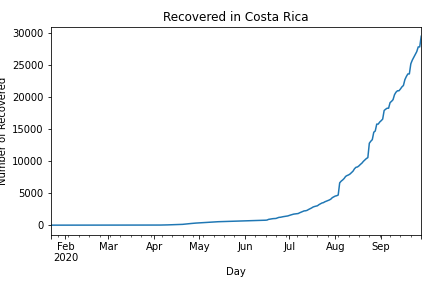 Recovered in Costa Rica
30000
25000
20000
15000
10000
5000
0
Number of Recovered
Feb Mar Apr May Jun Jul Aug Sep
2020
Day